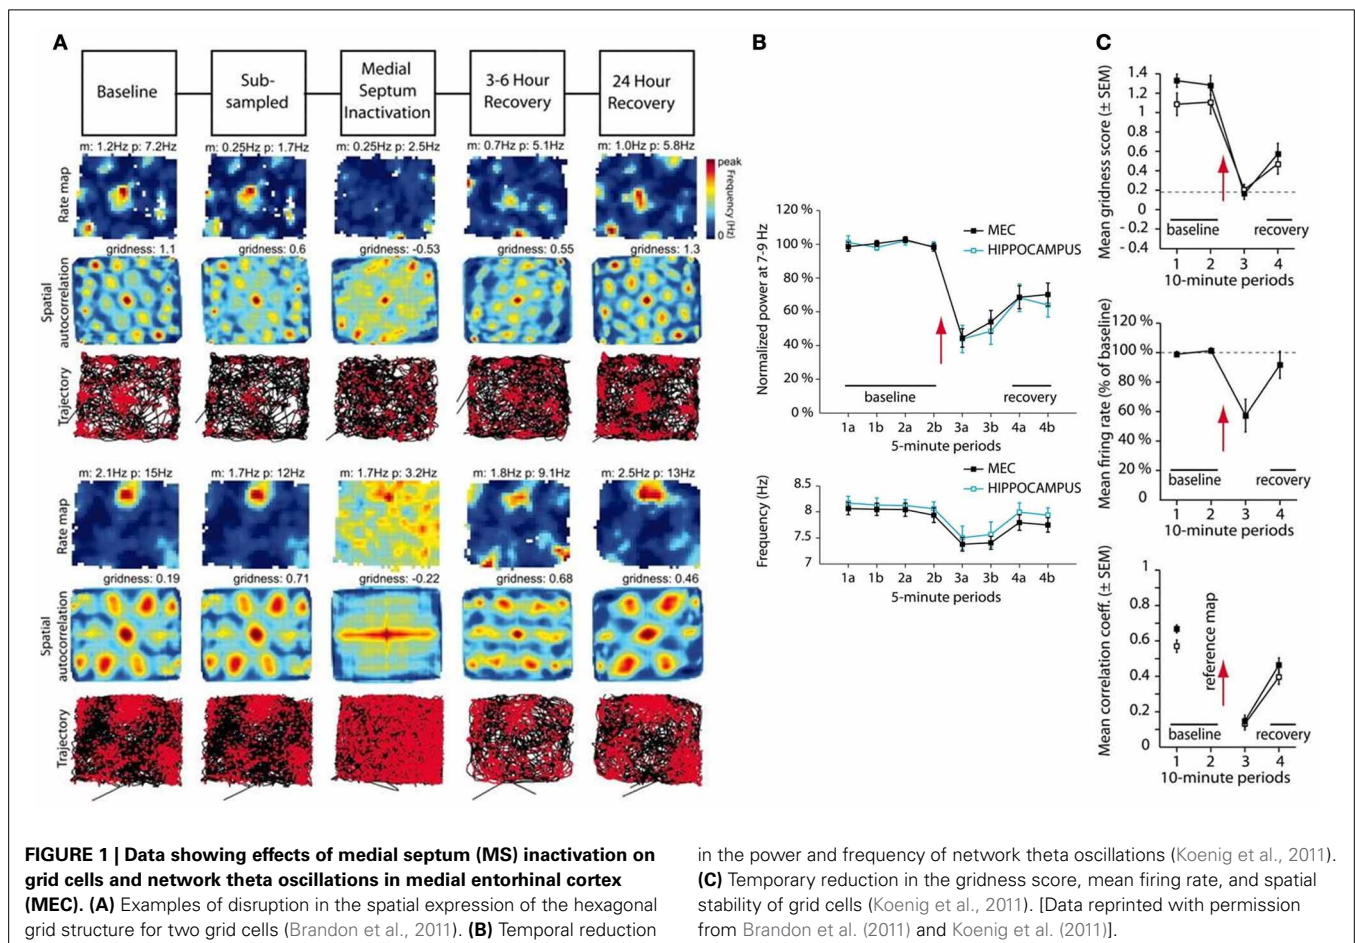 A
Baseline
Sub-
sampled
Medial
Septum
Inactivation
3-6 Hour
Recovery
24 Hour
Recovery
m: 1.2Hz p: 7.2Hz
m: 0.25Hz p: 1.7Hz
m: 0.25Hz p: 2.5Hz
m: 0.7Hz p: 5.1Hz
m: 1.0Hz p: 5.8Hz
Rate map
peak
Frequency (Hz)
0
gridness: 1.1
gridness: 0.6
gridness: -0.53
gridness: 0.55
gridness: 1.3
Spatial
autocorrelation
Trajectory
m: 2.1Hz p: 15Hz
m: 1.7Hz p: 12Hz
m: 1.7Hz p: 3.2Hz
m: 1.8Hz p: 9.1Hz
m: 2.5Hz p: 13Hz
Rate map
gridness: 0.19
gridness: 0.71
gridness: -0.22
gridness: 0.68
gridness: 0.46
Spatial
autocorrelation
Trajectory
B
Normalized power at 7-9 Hz
120 %
100 %
80 %
60 %
40 %
20 %
0 %
MEC
HIPPOCAMPUS
baseline
recovery
1a 1b 2a 2b 3a 3b 4a 4b
5-minute periods
MEC
HIPPOCAMPUS
Frequency (Hz)
8.5
8
7.5
7
1a 1b 2a 2b 3a 3b 4a 4b
5-minute periods
C
Mean gridness score (± SEM)
1.4
1.2
1
0.8
0.6
0.4
0.2
0
- 0.2
- 0.4
baseline
recovery
1 2 3 4
10-minute periods
Mean firing rate (% of baseline)
120 %
100 %
80 %
60 %
40 %
20 %
0
baseline
recovery
1 2 3 4
10-minute periods
Mean correlation coeff. (± SEM)
1
0.8
0.6
0.4
0.2
0
reference map
baseline
recovery
1 2 3 4
10-minute periods
FIGURE 1 | Data showing effects of medial septum (MS) inactivation on
grid cells and network theta oscillations in medial entorhinal cortex
(MEC). (A) Examples of disruption in the spatial expression of the hexagonal
grid structure for two grid cells (Brandon et al., 2011). (B) Temporal reduction
in the power and frequency of network theta oscillations (Koenig et al., 2011).
(C) Temporary reduction in the gridness score, mean firing rate, and spatial
stability of grid cells (Koenig et al., 2011). [Data reprinted with permission
from Brandon et al. (2011) and Koenig et al. (2011)].